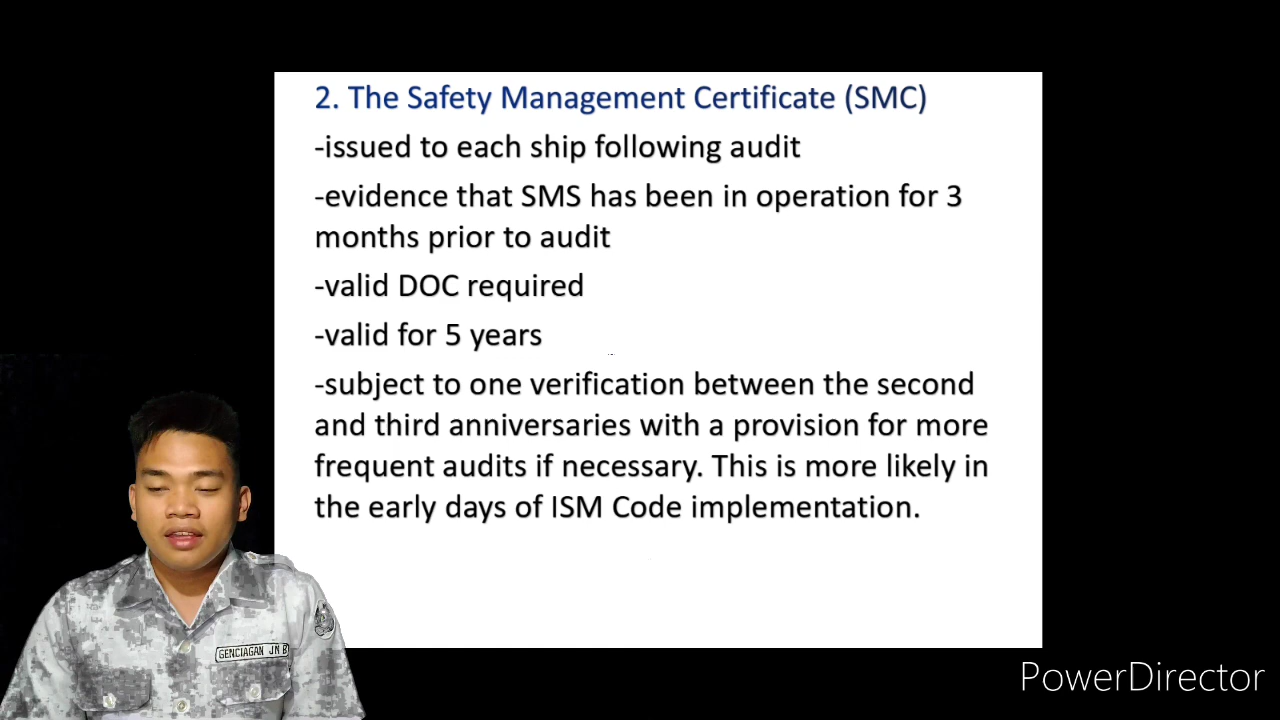 2. The Safety Management Certificate (SMC)
-issued to each ship following audit
-evidence that SMS has been in operation for 3
months prior to audit
-valid DOC required
-valid for 5 years
-subject to one verification between the second
and third anniversaries with a provision for more
frequent audits if necessary. This is more likely in
the early days of ISM Code implementation.
GENCIAGAN JN B
PowerDirector